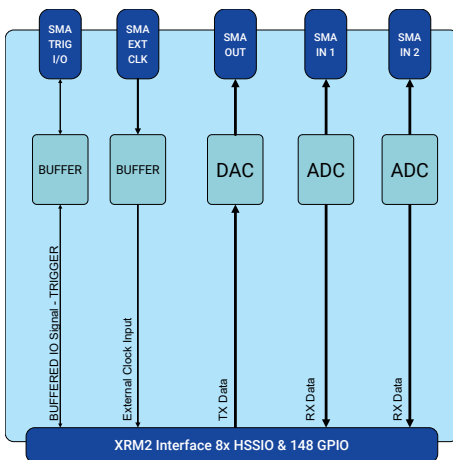 SMA
TRIG
I/O
SMA
EXT
CLK
SMA
OUT
SMA
IN 1
SMA
IN 2
BUFFER
BUFFER
DAC
ADC
ADC
BUFFERED IO Signal - TRIGGER
External Clock Input
TX Data
RX Data
RX Data
XRM2 Interface 8x HSSIO & 148 GPIO